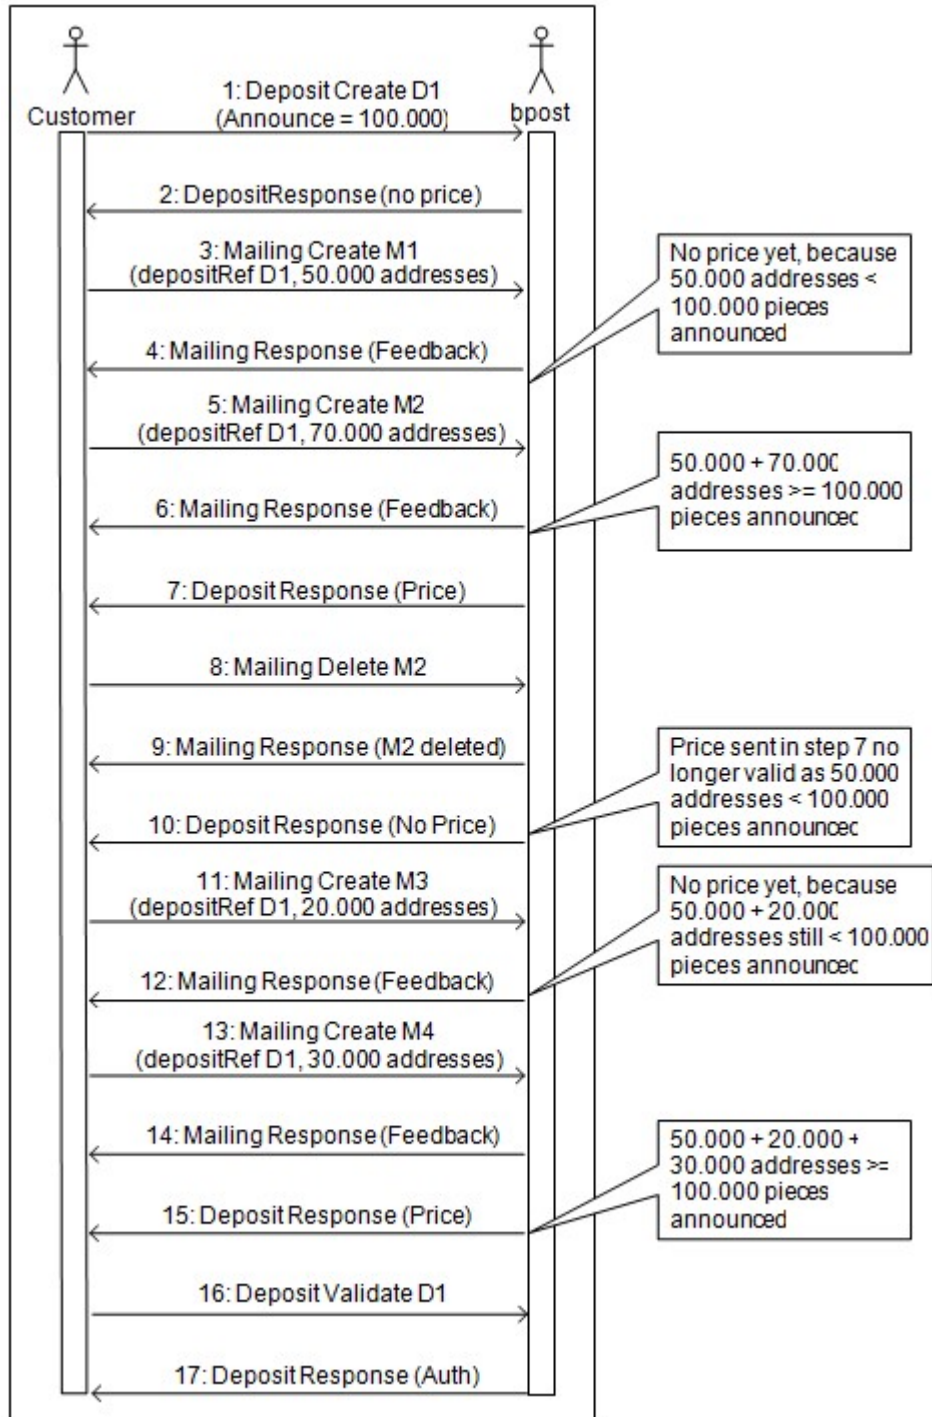 Customer
bpost
1: Deposit Create D1
(Announce = 100.000)
2: DepositResponse (no price)
3: Mailing Create M1
(depositRef D1, 50.000 addresses)
No price yet, because
50.000 addresses <
100.000 pieces
announced
4: Mailing Response (Feedback)
5: Mailing Create M2
(depositRef D1, 70.000 addresses)
50.000 + 70.000
addresses >= 100.000
pieces announced
6: Mailing Response (Feedback)
7: Deposit Response (Price)
8: Mailing Delete M2
9: Mailing Response (M2 deleted)
Price sent in step 7 no
longer valid as 50.000
addresses < 100.000
pieces announced
10: Deposit Response (No Price)
11: Mailing Create M3
(depositRef D1, 20.000 addresses)
No price yet, because
50.000 + 20.000
addresses still < 100.000
pieces announced
12: Mailing Response (Feedback)
13: Mailing Create M4
(depositRef D1, 30.000 addresses)
14: Mailing Response (Feedback)
50.000 + 20.000 +
30.000 addresses >=
100.000 pieces
announced
15: Deposit Response (Price)
16: Deposit Validate D1
17: Deposit Response (Auth)